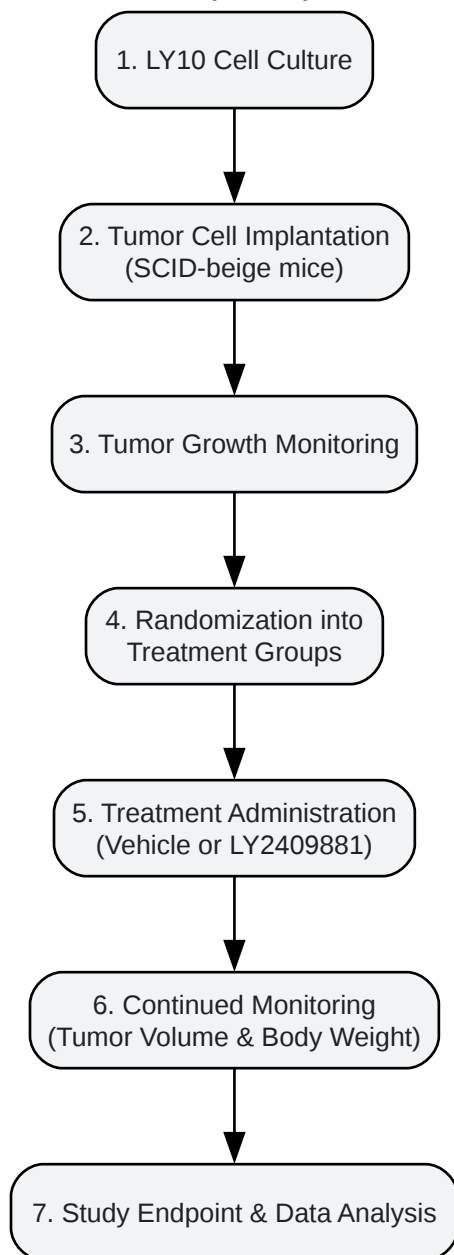 1. LY10 Cell Culture
2. Tumor Cell Implantation
(SCID-beige mice)
3. Tumor Growth Monitoring
4. Randomization into
Treatment Groups
5. Treatment Administration
(Vehicle or LY2409881)
6. Continued Monitoring
(Tumor Volume & Body Weight)
7. Study Endpoint & Data Analysis